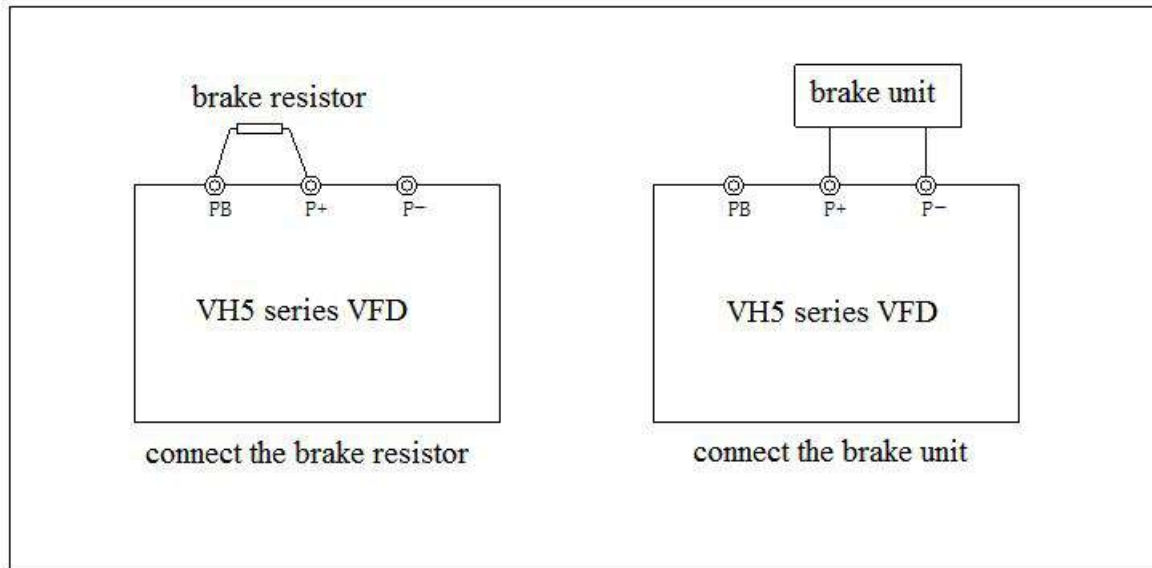 brake resistor
PB
P+
P−
VH5 series VFD
connect the brake resistor
brake unit
PB
P+
P−
VH5 series VFD
connect the brake unit